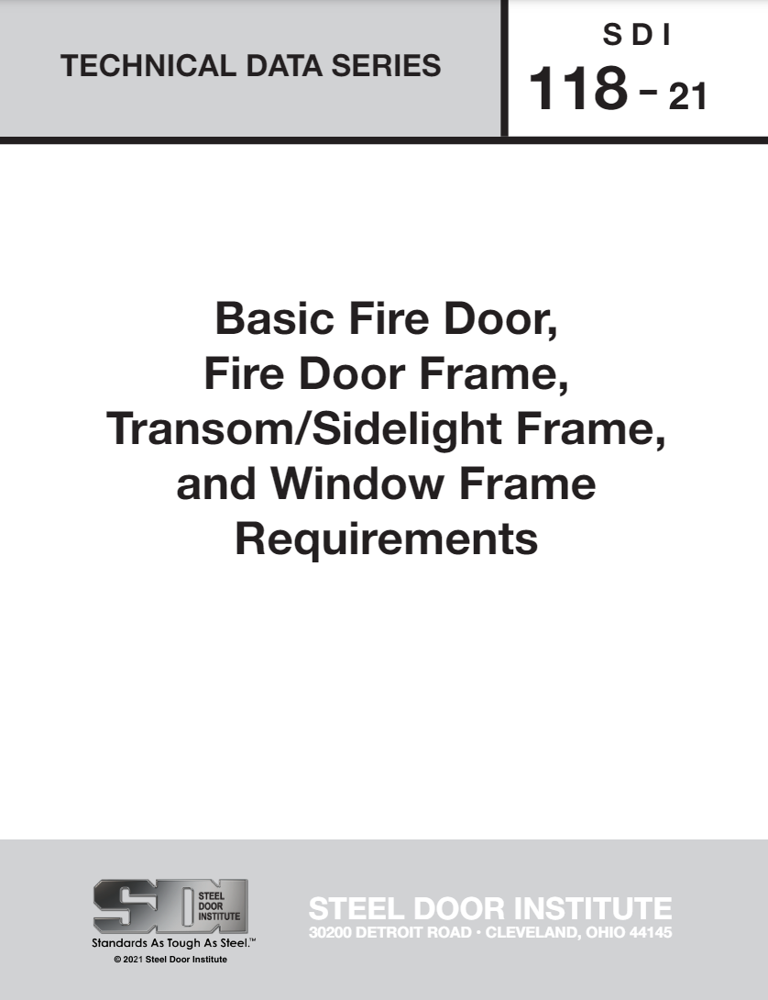 TECHNICAL DATA SERIES
SDI
118 - 21
Basic Fire Door,
Fire Door Frame,
Transom/Sidelight Frame,
and Window Frame
Requirements
SDI
STEEL
DOOR
INSTITUTE
Standards As Tough As Steel.™
© 2021 Steel Door Institute
STEEL DOOR INSTITUTE
30200 DETROIT ROAD • CLEVELAND, OHIO 44145